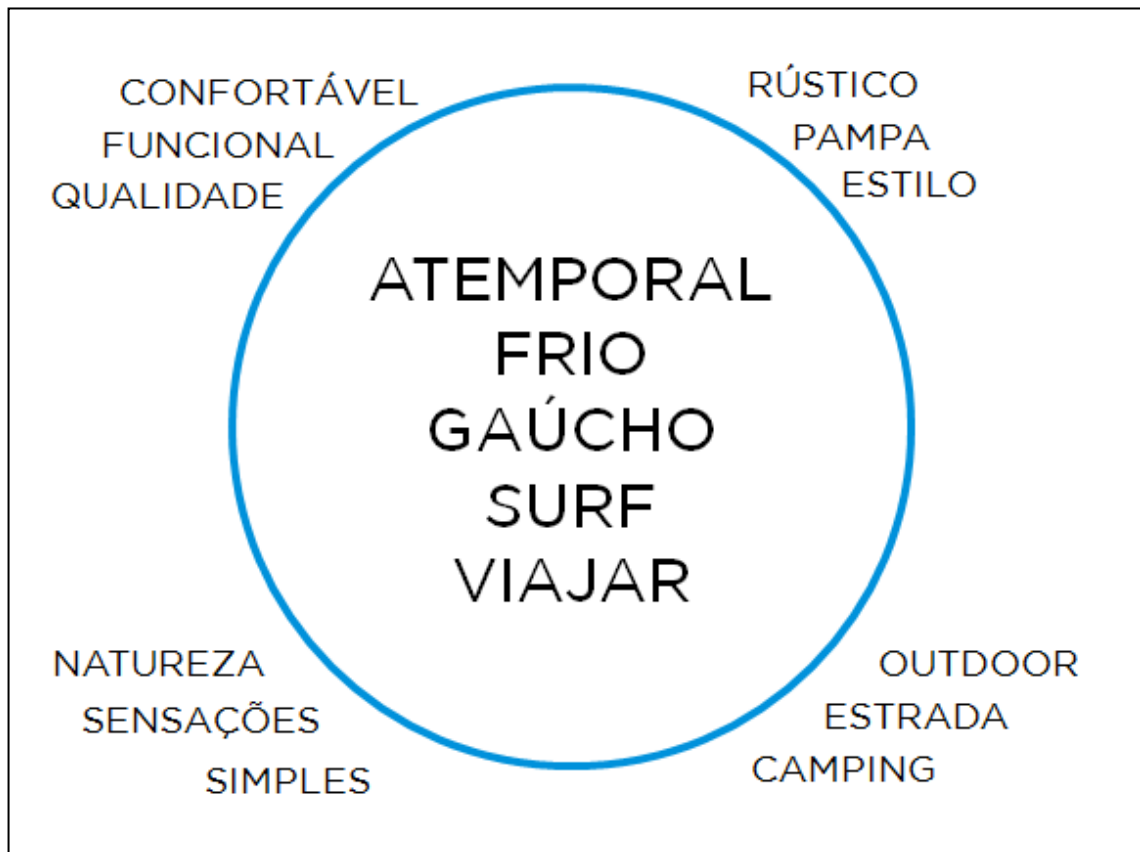 CONFORTÁVEL
FUNCIONAL
QUALIDADE
RÚSTICO
PAMPA
ESTILO
ATEMPORAL
FRIO
GAÚCHO
SURF
VIAJAR
NATUREZA
SENSAÇÕES
SIMPLES
OUTDOOR
ESTRADA
CAMPING